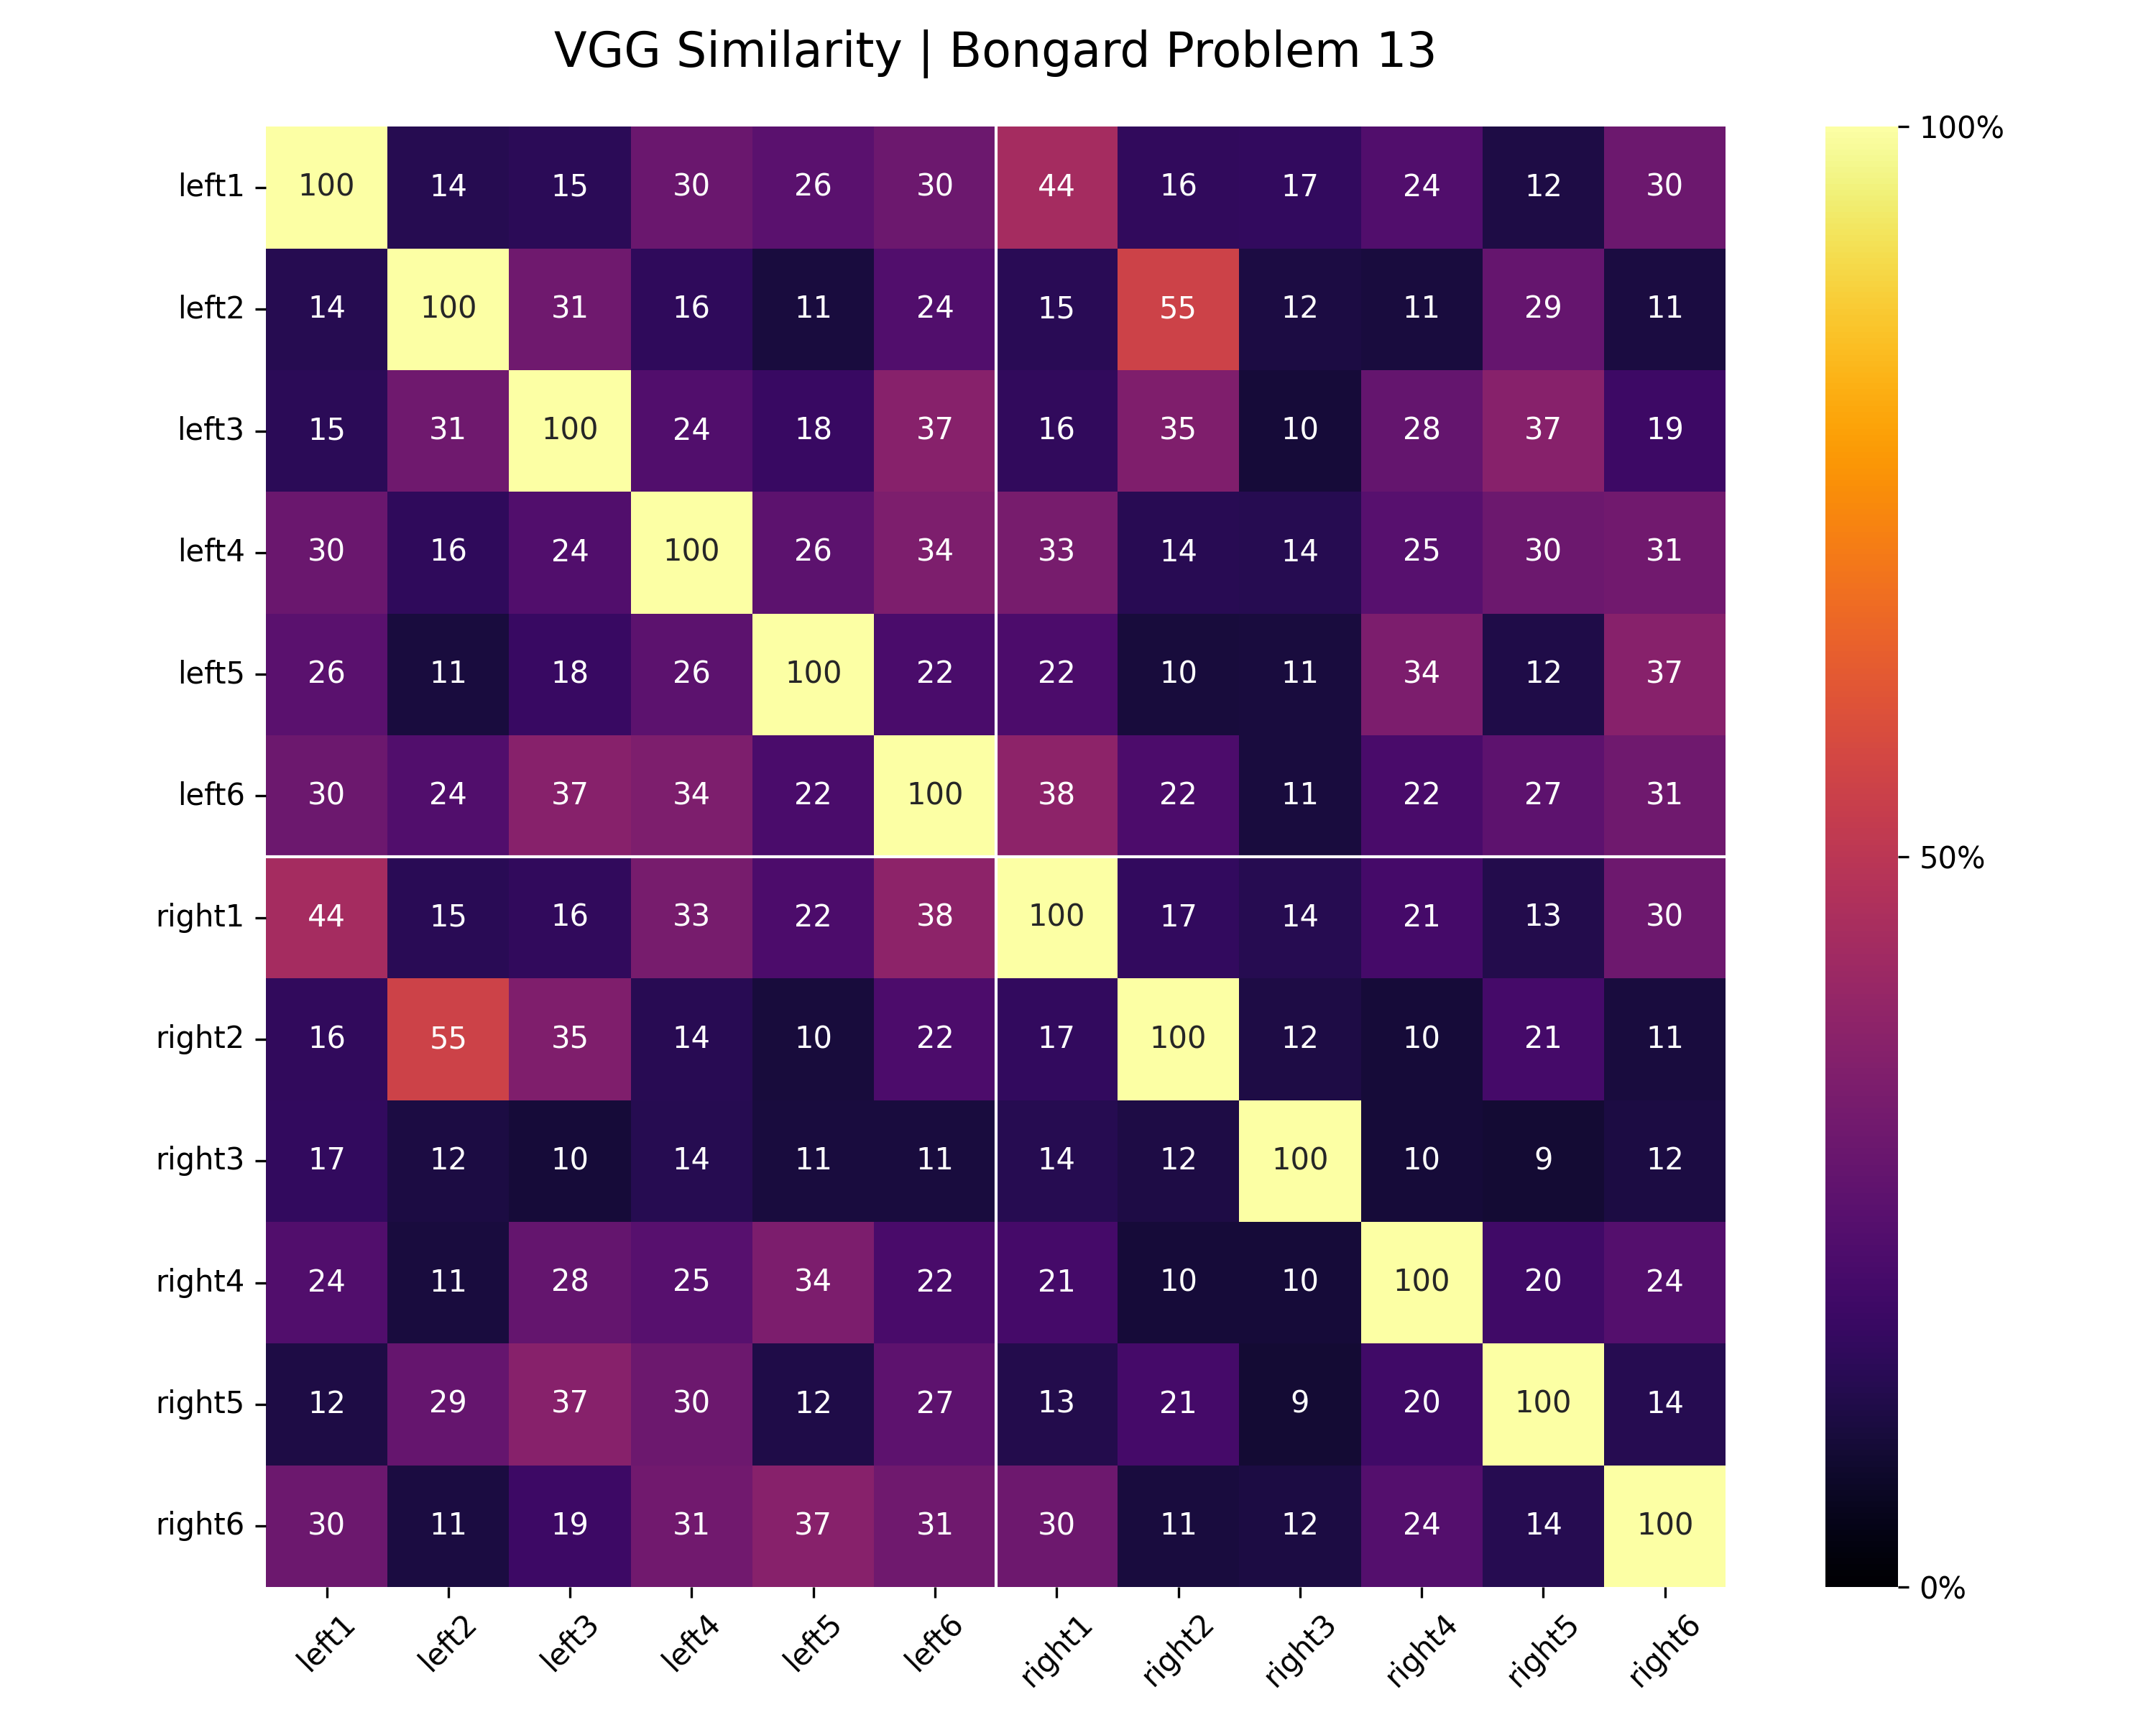 VGG Similarity | Bongard Problem 13
left1 100 14 15 30 26 30 44 16 17 24 12 30
left2 14 100 31 16 11 24 15 55 12 11 29 11
left3 15 31 100 24 18 37 16 35 10 28 37 19
left4 30 16 24 100 26 34 33 14 14 25 30 31
left5 26 11 18 26 100 22 22 10 11 34 12 37
left6 30 24 37 34 22 100 38 22 11 22 27 31
right1 44 15 16 33 22 38 100 17 14 21 13 30
right2 16 55 35 14 10 22 17 100 12 10 21 11
right3 17 12 10 14 11 11 14 12 100 10 9 12
right4 24 11 28 25 34 22 21 10 10 100 20 24
right5 12 29 37 30 12 27 13 21 9 20 100 14
right6 30 11 19 31 37 31 30 11 12 24 14 100
left1 left2 left3 left4 left5 left6 right1 right2 right3 right4 right5 right6
100%
50%
0%